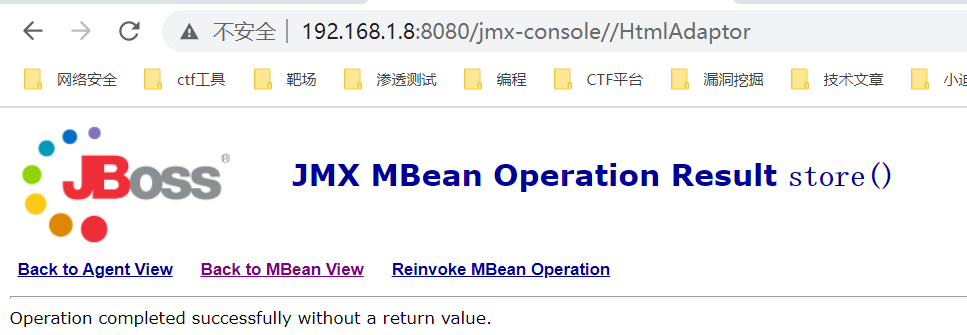 不安全 | 192.168.1.8:8080/jmx-console//HtmlAdaptor
网络安全 ctf工具 靶场 渗透测试 编程 CTF平台 漏洞挖掘 技术文章 小迪
JBoss® JMX MBean Operation Result store()
Back to Agent View Back to MBean View Reinvoke MBean Operation
Operation completed successfully without a return value.